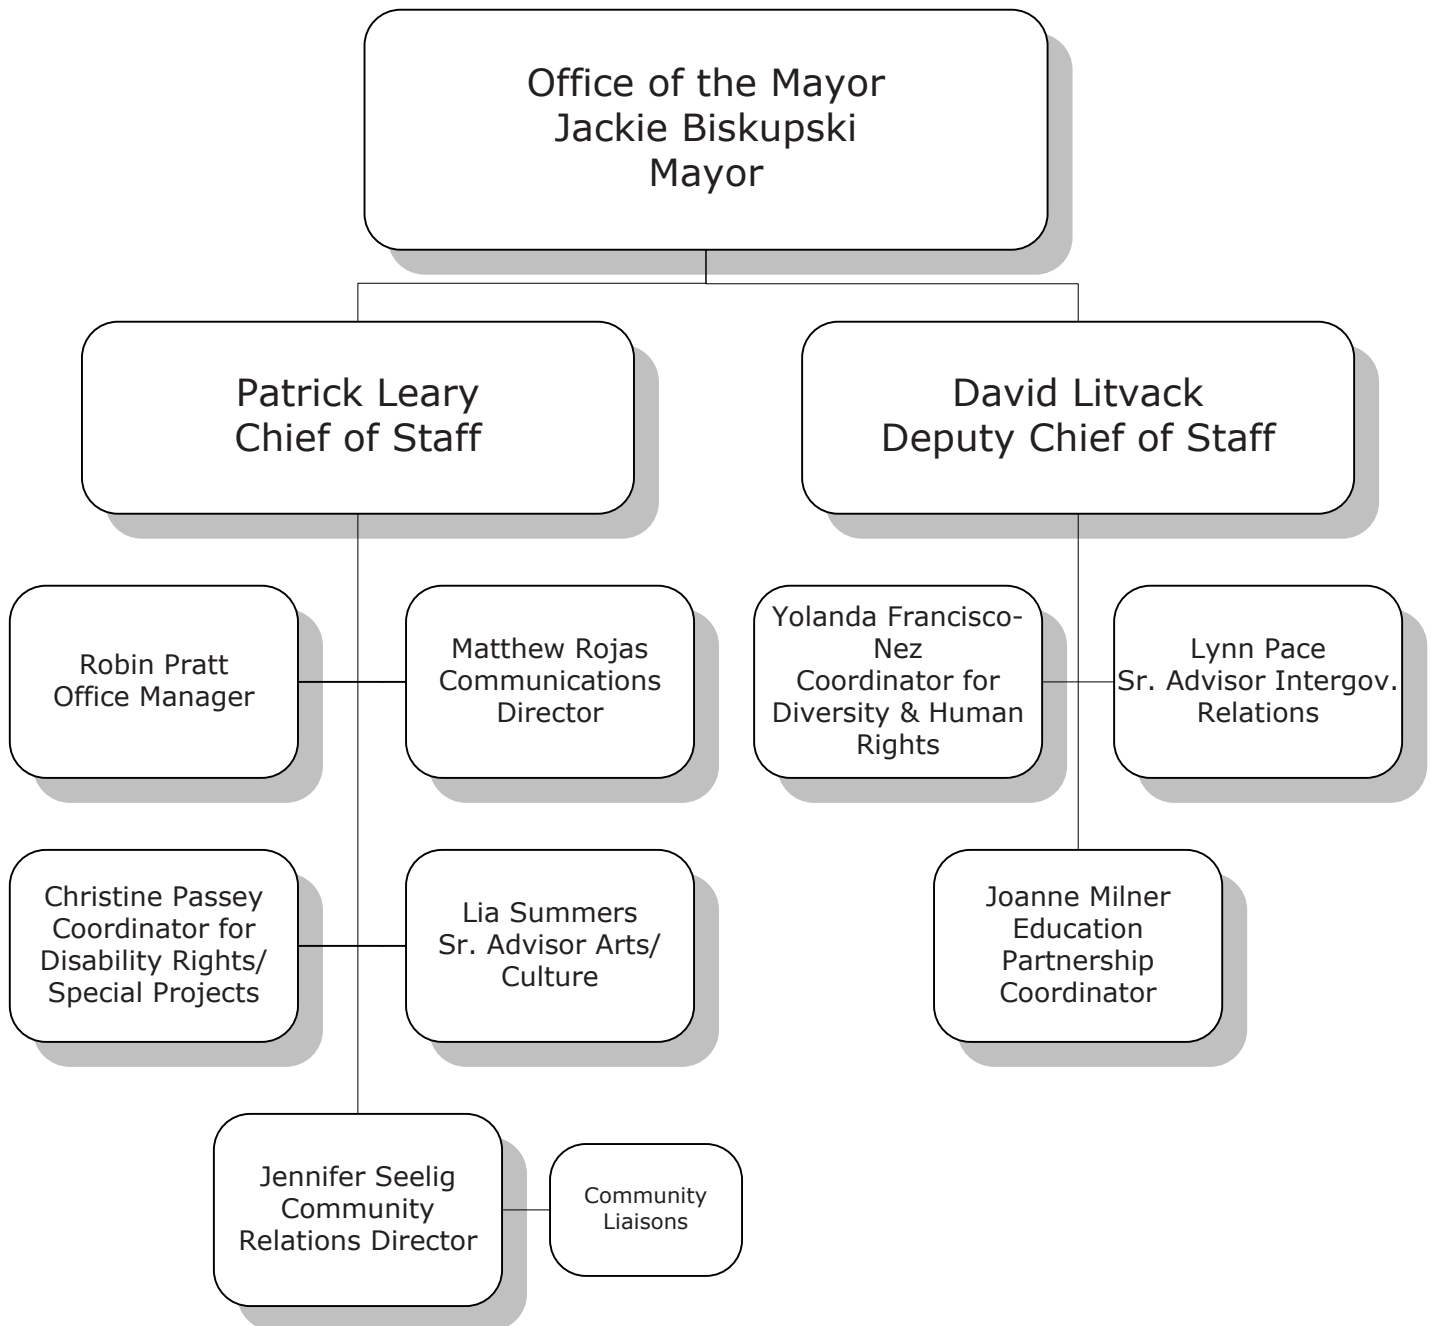 Office of the Mayor
Jackie Biskupski
Mayor
Patrick Leary
Chief of Staff
David Litvack
Deputy Chief of Staff
Robin Pratt
Office Manager
Matthew Rojas
Communications
Director
Yolanda Francisco-
Nez
Coordinator for
Diversity & Human
Rights
Lynn Pace
Sr. Advisor Intergov.
Relations
Christine Passey
Coordinator for
Disability Rights/
Special Projects
Lia Summers
Sr. Advisor Arts/
Culture
Joanne Milner
Education
Partnership
Coordinator
Jennifer Seelig
Community
Relations Director
Community
Liaisons